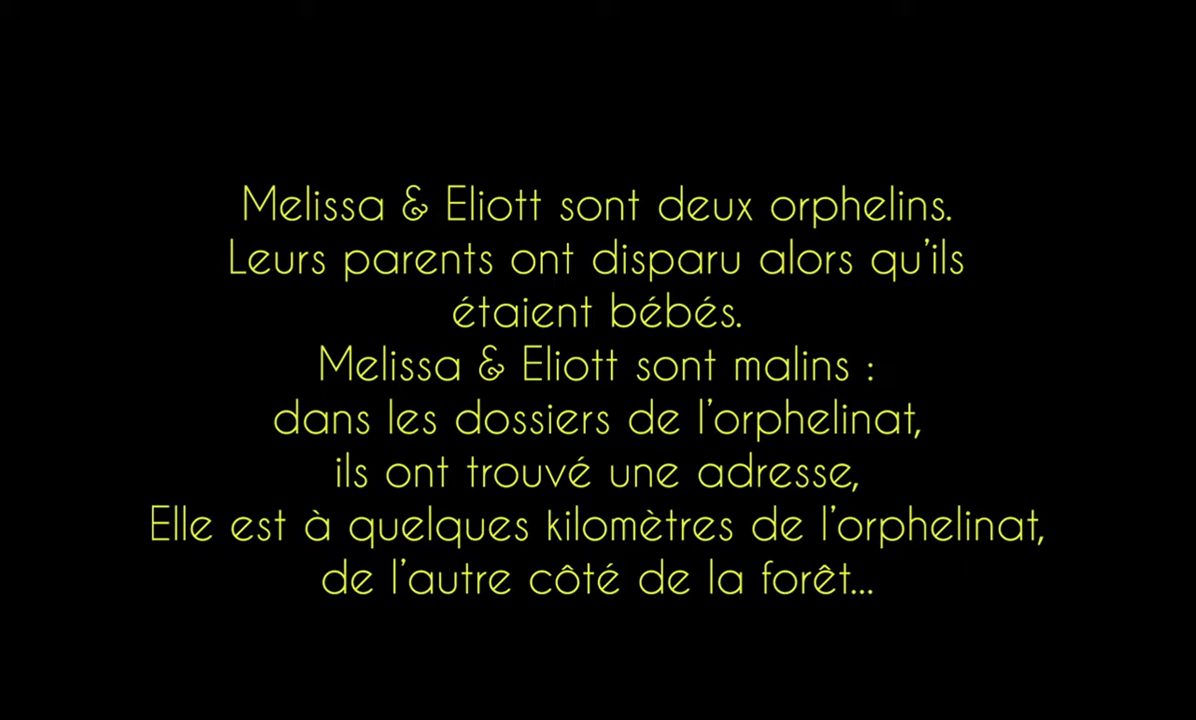 Melissa & Eliott sont deux orphelins.
Leurs parents ont disparu alors qu'ils
étaient bébés.
Melissa & Eliott sont malins :
dans les dossiers de l'orphelinat,
ils ont trouvé une adresse,
Elle est à quelques kilomètres de l'orphelinat,
de l'autre côté de la forêt...